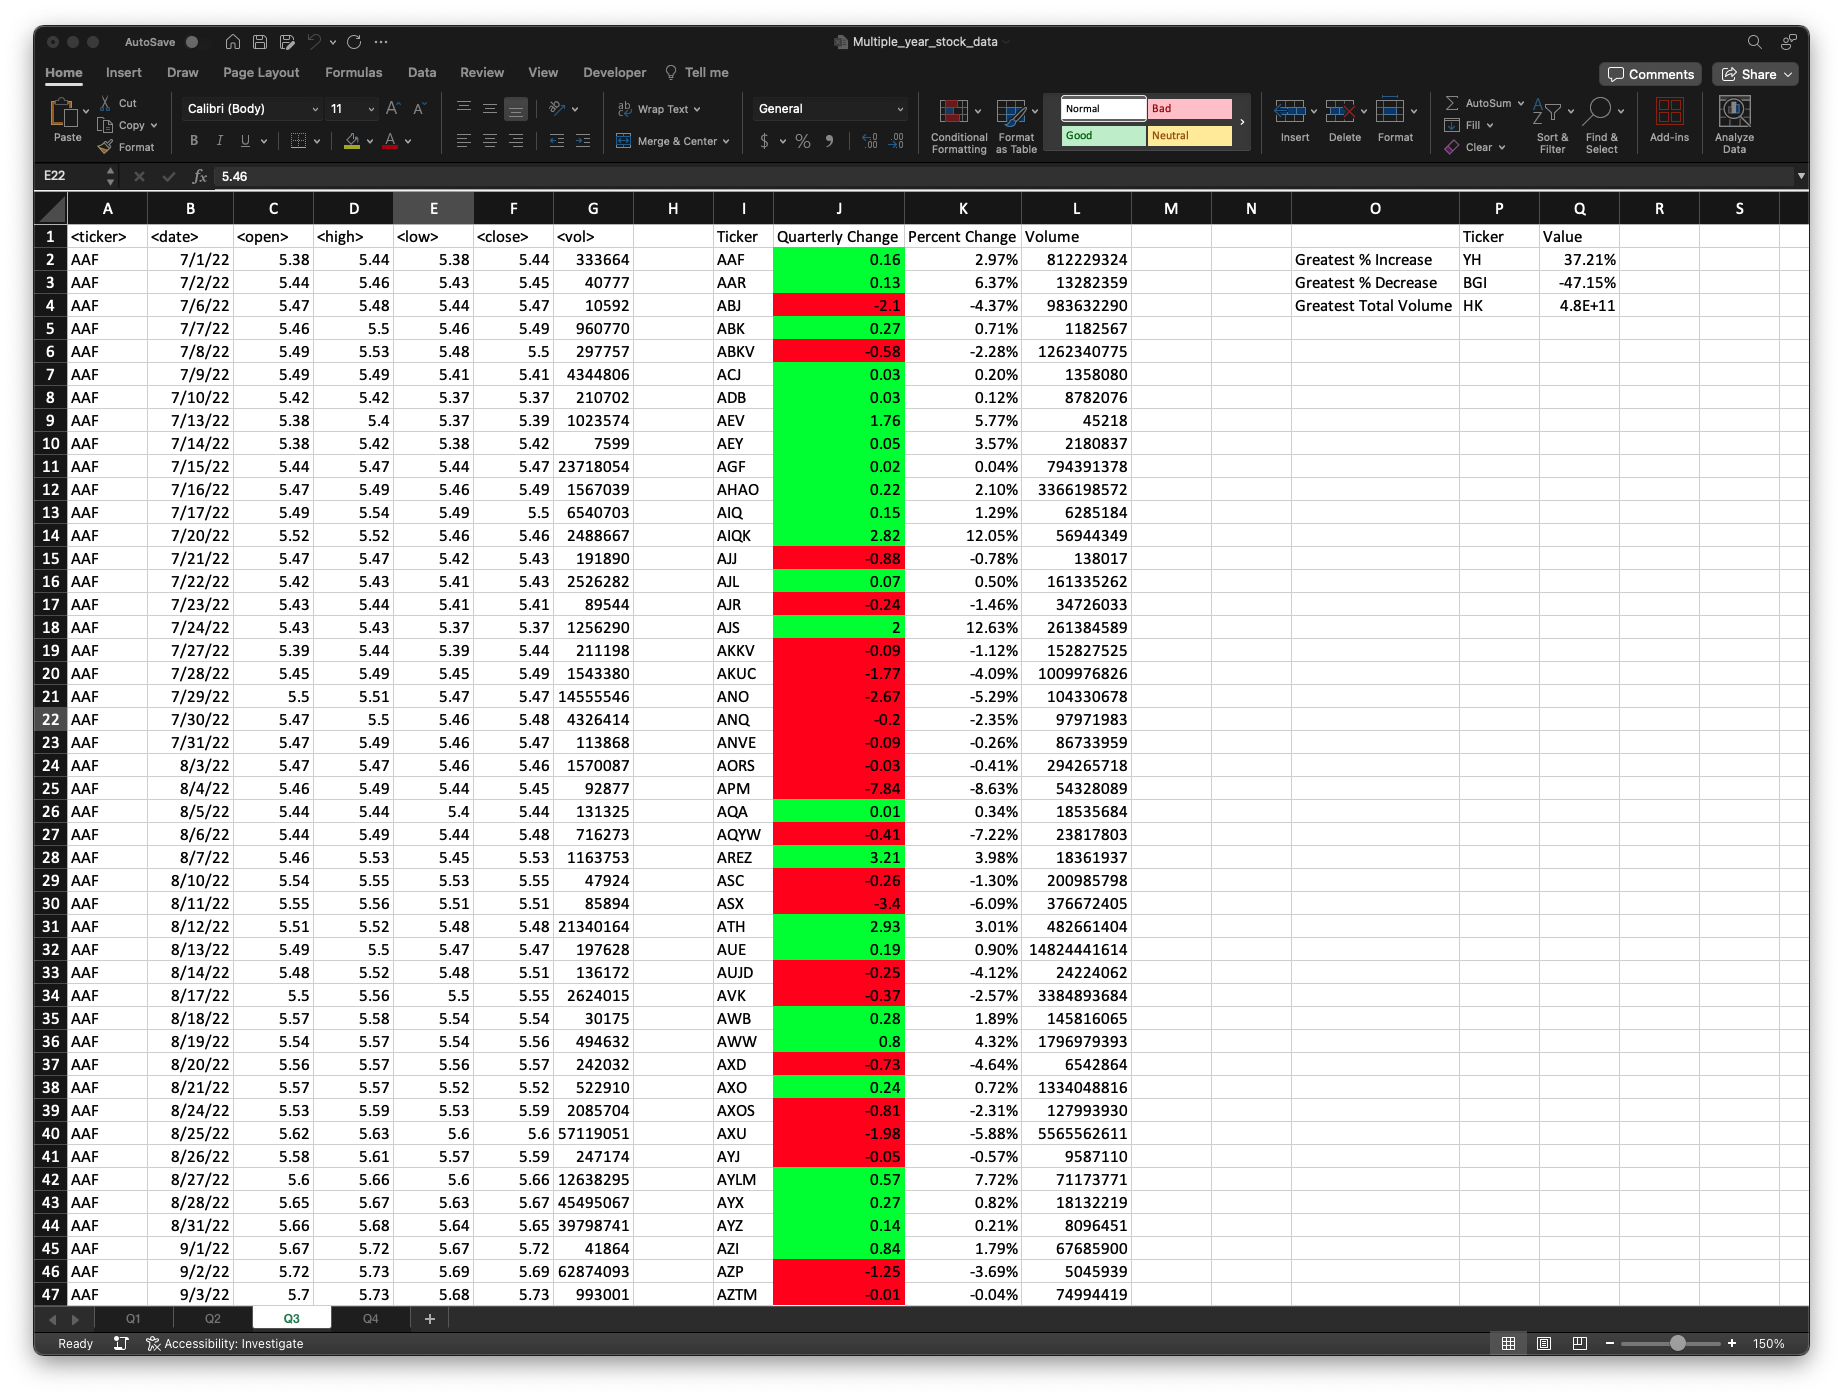 AutoSave
Multiple_year_stock_data
Home Insert Draw Page Layout Formulas Data Review View Developer Tell me
Comments Share
Paste
Cut
Copy
Format
Calibri (Body) 11
B I U
Wrap Text
Merge & Center
General
$ %
Conditional Formatting
Format as Table
Normal Bad
Good Neutral
Insert Delete Format
AutoSum
Fill
Clear
Sort & Filter
Find & Select
Add-ins
Analyze Data
E22 fx 5.46
A B C D E F G H I J K L M N O P Q R S
1 <ticker> <date> <open> <high> <low> <close> <vol> Ticker Quarterly Change Percent Change Volume Ticker Value
2 AAF 7/1/22 5.38 5.44 5.38 5.44 333664 AAF 0.16 2.97% 812229324 Greatest % Increase YH 37.21%
3 AAF 7/2/22 5.44 5.46 5.43 5.45 40777 AAR 0.13 6.37% 13282359 Greatest % Decrease BGI -47.15%
4 AAF 7/6/22 5.47 5.48 5.44 5.47 10592 ABJ -2.1 -4.37% 983632290 Greatest Total Volume HK 4.8E+11
5 AAF 7/7/22 5.46 5.5 5.46 5.49 960770 ABK 0.27 0.71% 1182567
6 AAF 7/8/22 5.49 5.53 5.48 5.5 297757 ABKV -0.58 -2.28% 1262340775
7 AAF 7/9/22 5.49 5.49 5.41 5.41 4344806 ACJ 0.03 0.20% 1358080
8 AAF 7/10/22 5.42 5.42 5.37 5.37 210702 ADB 0.03 0.12% 8782076
9 AAF 7/13/22 5.38 5.4 5.37 5.39 1023574 AEV 1.76 5.77% 45218
10 AAF 7/14/22 5.38 5.42 5.38 5.42 7599 AEY 0.05 3.57% 2180837
11 AAF 7/15/22 5.44 5.47 5.44 5.47 23718054 AGF 0.02 0.04% 794391378
12 AAF 7/16/22 5.47 5.49 5.46 5.49 1567039 AHAO 0.22 2.10% 3366198572
13 AAF 7/17/22 5.49 5.54 5.49 5.5 6540703 AIQ 0.15 1.29% 6285184
14 AAF 7/20/22 5.52 5.52 5.46 5.46 2488667 AIQK 2.82 12.05% 56944349
15 AAF 7/21/22 5.47 5.47 5.42 5.43 191890 AJJ -0.88 -0.78% 138017
16 AAF 7/22/22 5.42 5.43 5.41 5.43 2526282 AJL 0.07 0.50% 161335262
17 AAF 7/23/22 5.43 5.44 5.41 5.41 89544 AJR -0.24 -1.46% 34726033
18 AAF 7/24/22 5.43 5.43 5.37 5.37 1256290 AJS 2 12.63% 261384589
19 AAF 7/27/22 5.39 5.44 5.39 5.44 211198 AKKV -0.09 -1.12% 152827525
20 AAF 7/28/22 5.45 5.49 5.45 5.49 1543380 AKUC -1.77 -4.09% 1009976826
21 AAF 7/29/22 5.5 5.51 5.47 5.47 14555546 ANO -2.67 -5.29% 104330678
22 AAF 7/30/22 5.47 5.5 5.46 5.48 4326414 ANQ -0.2 -2.35% 97971983
23 AAF 7/31/22 5.47 5.49 5.46 5.47 113868 ANVE -0.09 -0.26% 86733959
24 AAF 8/3/22 5.47 5.47 5.46 5.46 1570087 AORS -0.03 -0.41% 294265718
25 AAF 8/4/22 5.46 5.49 5.44 5.45 92877 APM -7.84 -8.63% 54328089
26 AAF 8/5/22 5.44 5.44 5.4 5.44 131325 AQA 0.01 0.34% 18535684
27 AAF 8/6/22 5.44 5.49 5.44 5.48 716273 AQYW -0.41 -7.22% 23817803
28 AAF 8/7/22 5.46 5.53 5.45 5.53 1163753 AREZ 3.21 3.98% 18361937
29 AAF 8/10/22 5.54 5.55 5.53 5.55 47924 ASC -0.26 -1.30% 200985798
30 AAF 8/11/22 5.55 5.56 5.51 5.51 85894 ASX -3.4 -6.09% 376672405
31 AAF 8/12/22 5.51 5.52 5.48 5.48 21340164 ATH 2.93 3.01% 482661404
32 AAF 8/13/22 5.49 5.5 5.47 5.47 197628 AUE 0.19 0.90% 14824441614
33 AAF 8/14/22 5.48 5.52 5.48 5.51 136172 AUJD -0.25 -4.12% 24224062
34 AAF 8/17/22 5.5 5.56 5.5 5.55 2624015 AVK -0.37 -2.57% 3384893684
35 AAF 8/18/22 5.57 5.58 5.54 5.54 30175 AWB 0.28 1.89% 145816065
36 AAF 8/19/22 5.54 5.57 5.54 5.56 494632 AWW 0.8 4.32% 1796979393
37 AAF 8/20/22 5.56 5.57 5.56 5.57 242032 AXD -0.73 -4.64% 6542864
38 AAF 8/21/22 5.57 5.57 5.52 5.52 522910 AXO 0.24 0.72% 1334048816
39 AAF 8/24/22 5.53 5.59 5.53 5.59 2085704 AXOS -0.81 -2.31% 127993930
40 AAF 8/25/22 5.62 5.63 5.6 5.6 57119051 AXU -1.98 -5.88% 5565562611
41 AAF 8/26/22 5.58 5.61 5.57 5.59 247174 AYJ -0.05 -0.57% 9587110
42 AAF 8/27/22 5.6 5.66 5.6 5.66 12638295 AYLM 0.57 7.72% 71173771
43 AAF 8/28/22 5.65 5.67 5.63 5.67 45495067 AYX 0.27 0.82% 18132219
44 AAF 8/31/22 5.66 5.68 5.64 5.65 39798741 AYZ 0.14 0.21% 8096451
45 AAF 9/1/22 5.67 5.72 5.67 5.72 41864 AZI 0.84 1.79% 67685900
46 AAF 9/2/22 5.72 5.73 5.69 5.69 62874093 AZP -1.25 -3.69% 5045939
47 AAF 9/3/22 5.7 5.73 5.68 5.73 993001 AZTM -0.01 -0.04% 74994419
Q1 Q2 Q3 Q4 +
Ready Accessibility: Investigate 150%